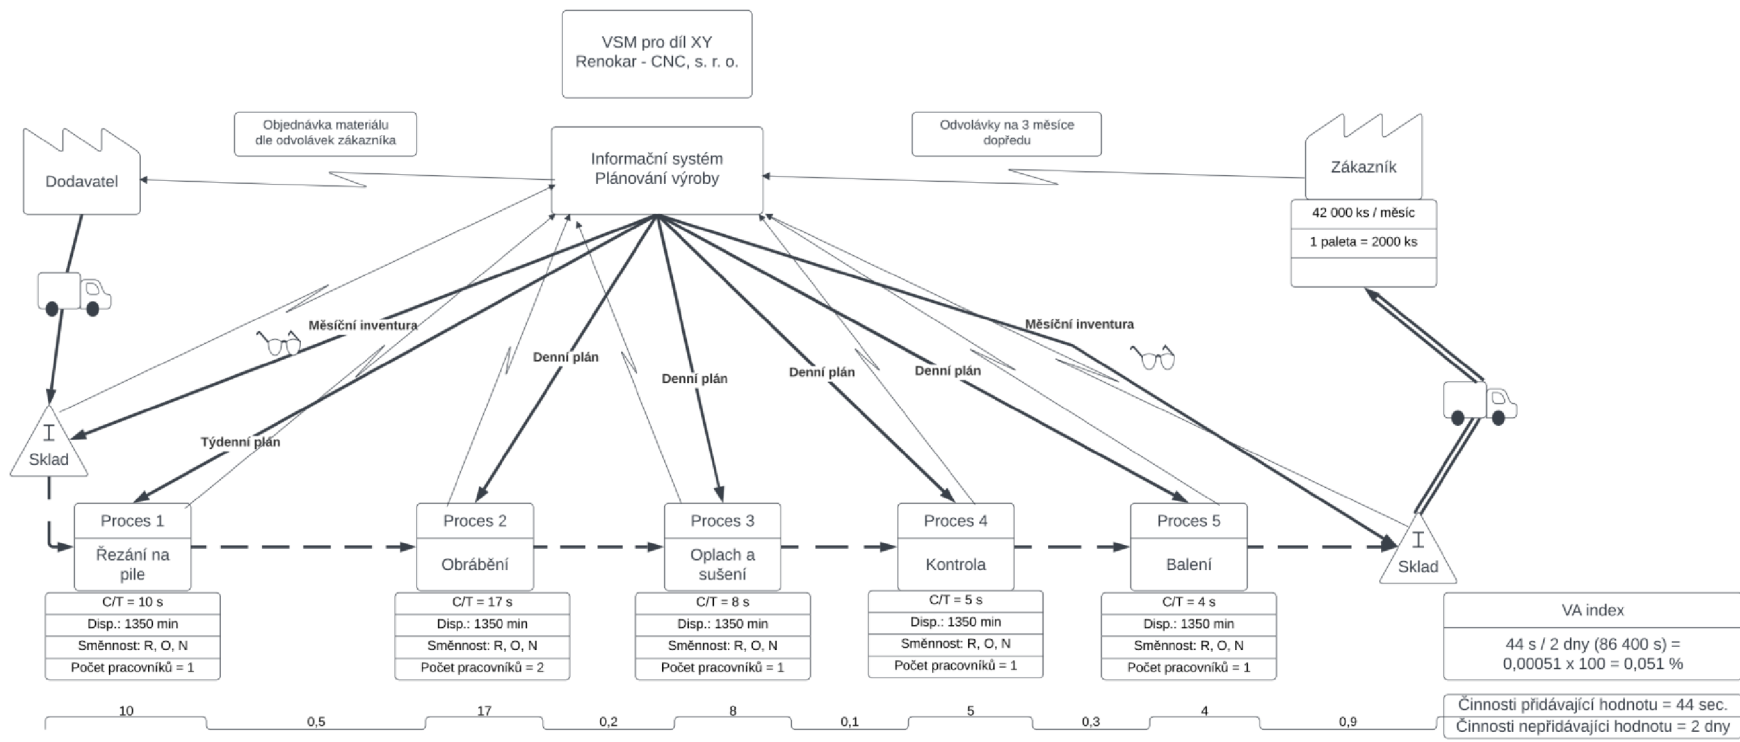 VSM pro díl XY
Renokar - CNC, s. r. o.
Objednávka materiálu
dle odvolávek zákazníka
Odvolávky na 3 měsíce
dopředu
Dodavatel
Informační systém
Plánování výroby
Zákazník
42 000 ks / měsíc
1 paleta = 2000 ks
Měsíční inventura
Měsíční inventura
Denní plán
Denní plán
Denní plán
Denní plán
Týdenní plán
I
Sklad
Proces 1
Řezání na
pile
C/T = 10 s
Disp.: 1350 min
Směnnost: R, O, N
Počet pracovníků = 1
Proces 2
Obrábění
C/T = 17 s
Disp.: 1350 min
Směnnost: R, O, N
Počet pracovníků = 2
Proces 3
Oplach a
sušení
C/T = 8 s
Disp.: 1350 min
Směnnost: R, O, N
Počet pracovníků = 1
Proces 4
Kontrola
C/T = 5 s
Disp.: 1350 min
Směnnost: R, O, N
Počet pracovníků = 1
Proces 5
Balení
C/T = 4 s
Disp.: 1350 min
Směnnost: R, O, N
Počet pracovníků = 1
I
Sklad
VA index
44 s / 2 dny (86 400 s) =
0,00051 x 100 = 0,051 %
10
0,5
17
0,2
8
0,1
5
0,3
4
0,9
Činnosti přidávající hodnotu = 44 sec.
Činnosti nepřidávajíci hodnotu = 2 dny